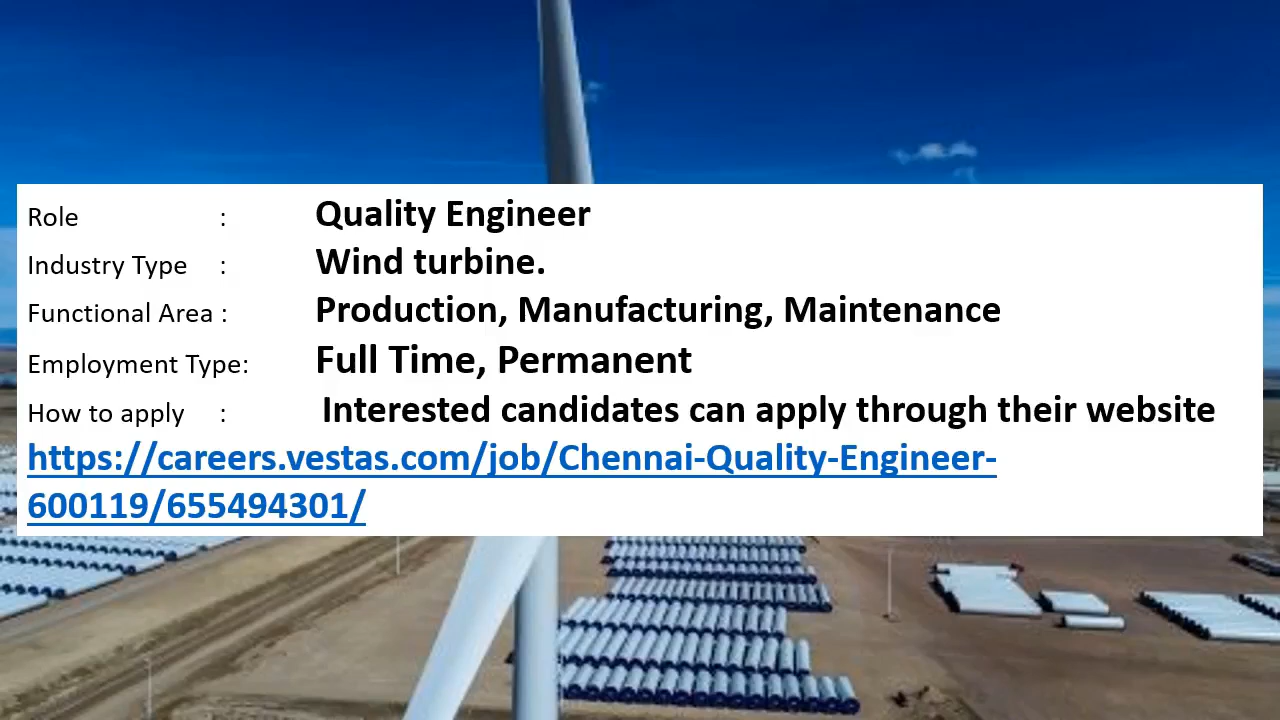 Role : Quality Engineer
Industry Type : Wind turbine.
Functional Area : Production, Manufacturing, Maintenance
Employment Type: Full Time, Permanent
How to apply : Interested candidates can apply through their website
https://careers.vestas.com/job/Chennai-Quality-Engineer-
600119/655494301/